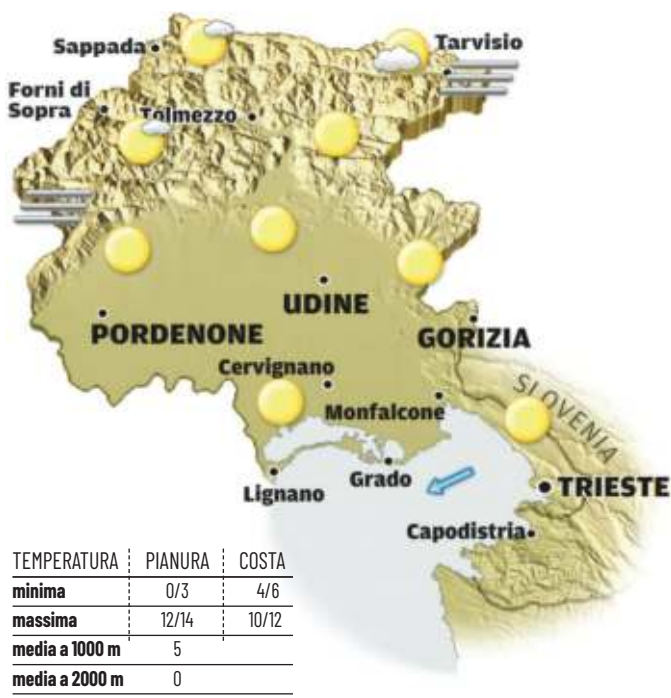 Sappada
Tarvisio
Forni di
Sopra
Tolmezzo
UDINE
PORDENONE
GORIZIA
Cervignano
SLOVENIA
Monfalcone
Grado
Lignano
TRIESTE
Capodistria
TEMPERATURA PIANURA COSTA
minima 0/3 4/6
massima 12/14 10/12
media a 1000 m 5
media a 2000 m 0